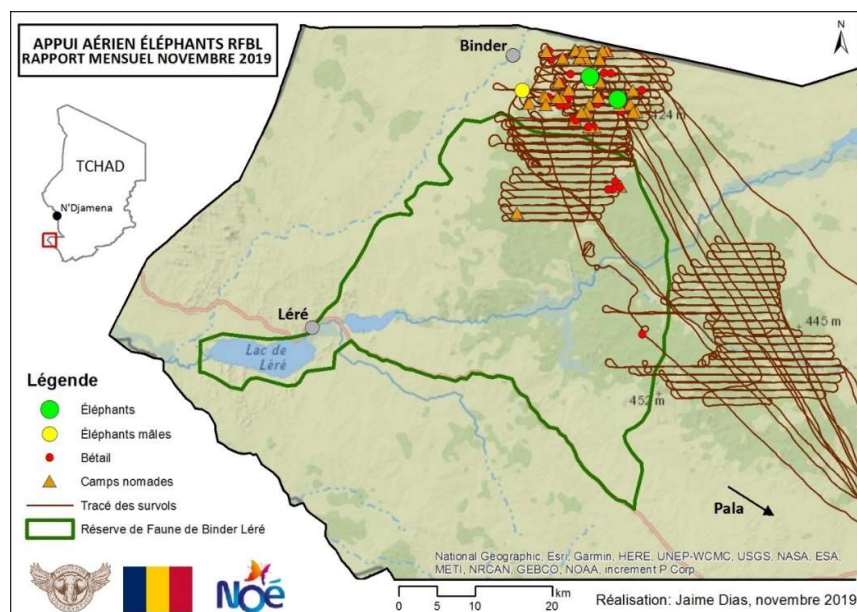 APPUI AÉRIEN ÉLÉPHANTS RFBL
RAPPORT MENSUEL NOVEMBRE 2019
Binder
N
424 m
TCHAD
N'Djamena
Léré
445 m
Lac de
Léré
452 m
Légende
Éléphants
Éléphants mâles
Bétail
Camps nomades
Tracé des survols
Réserve de Faune de Binder Léré
Pala
National Geographic, Esri, Garmin, HERE, UNEP-WCMC, USGS, NASA, ESA,
METI, NRCAN, GEBCO, NOAA, increment P Corp.
Noé
0 5 10 20
km
Réalisation: Jaime Dias, novembre 2019